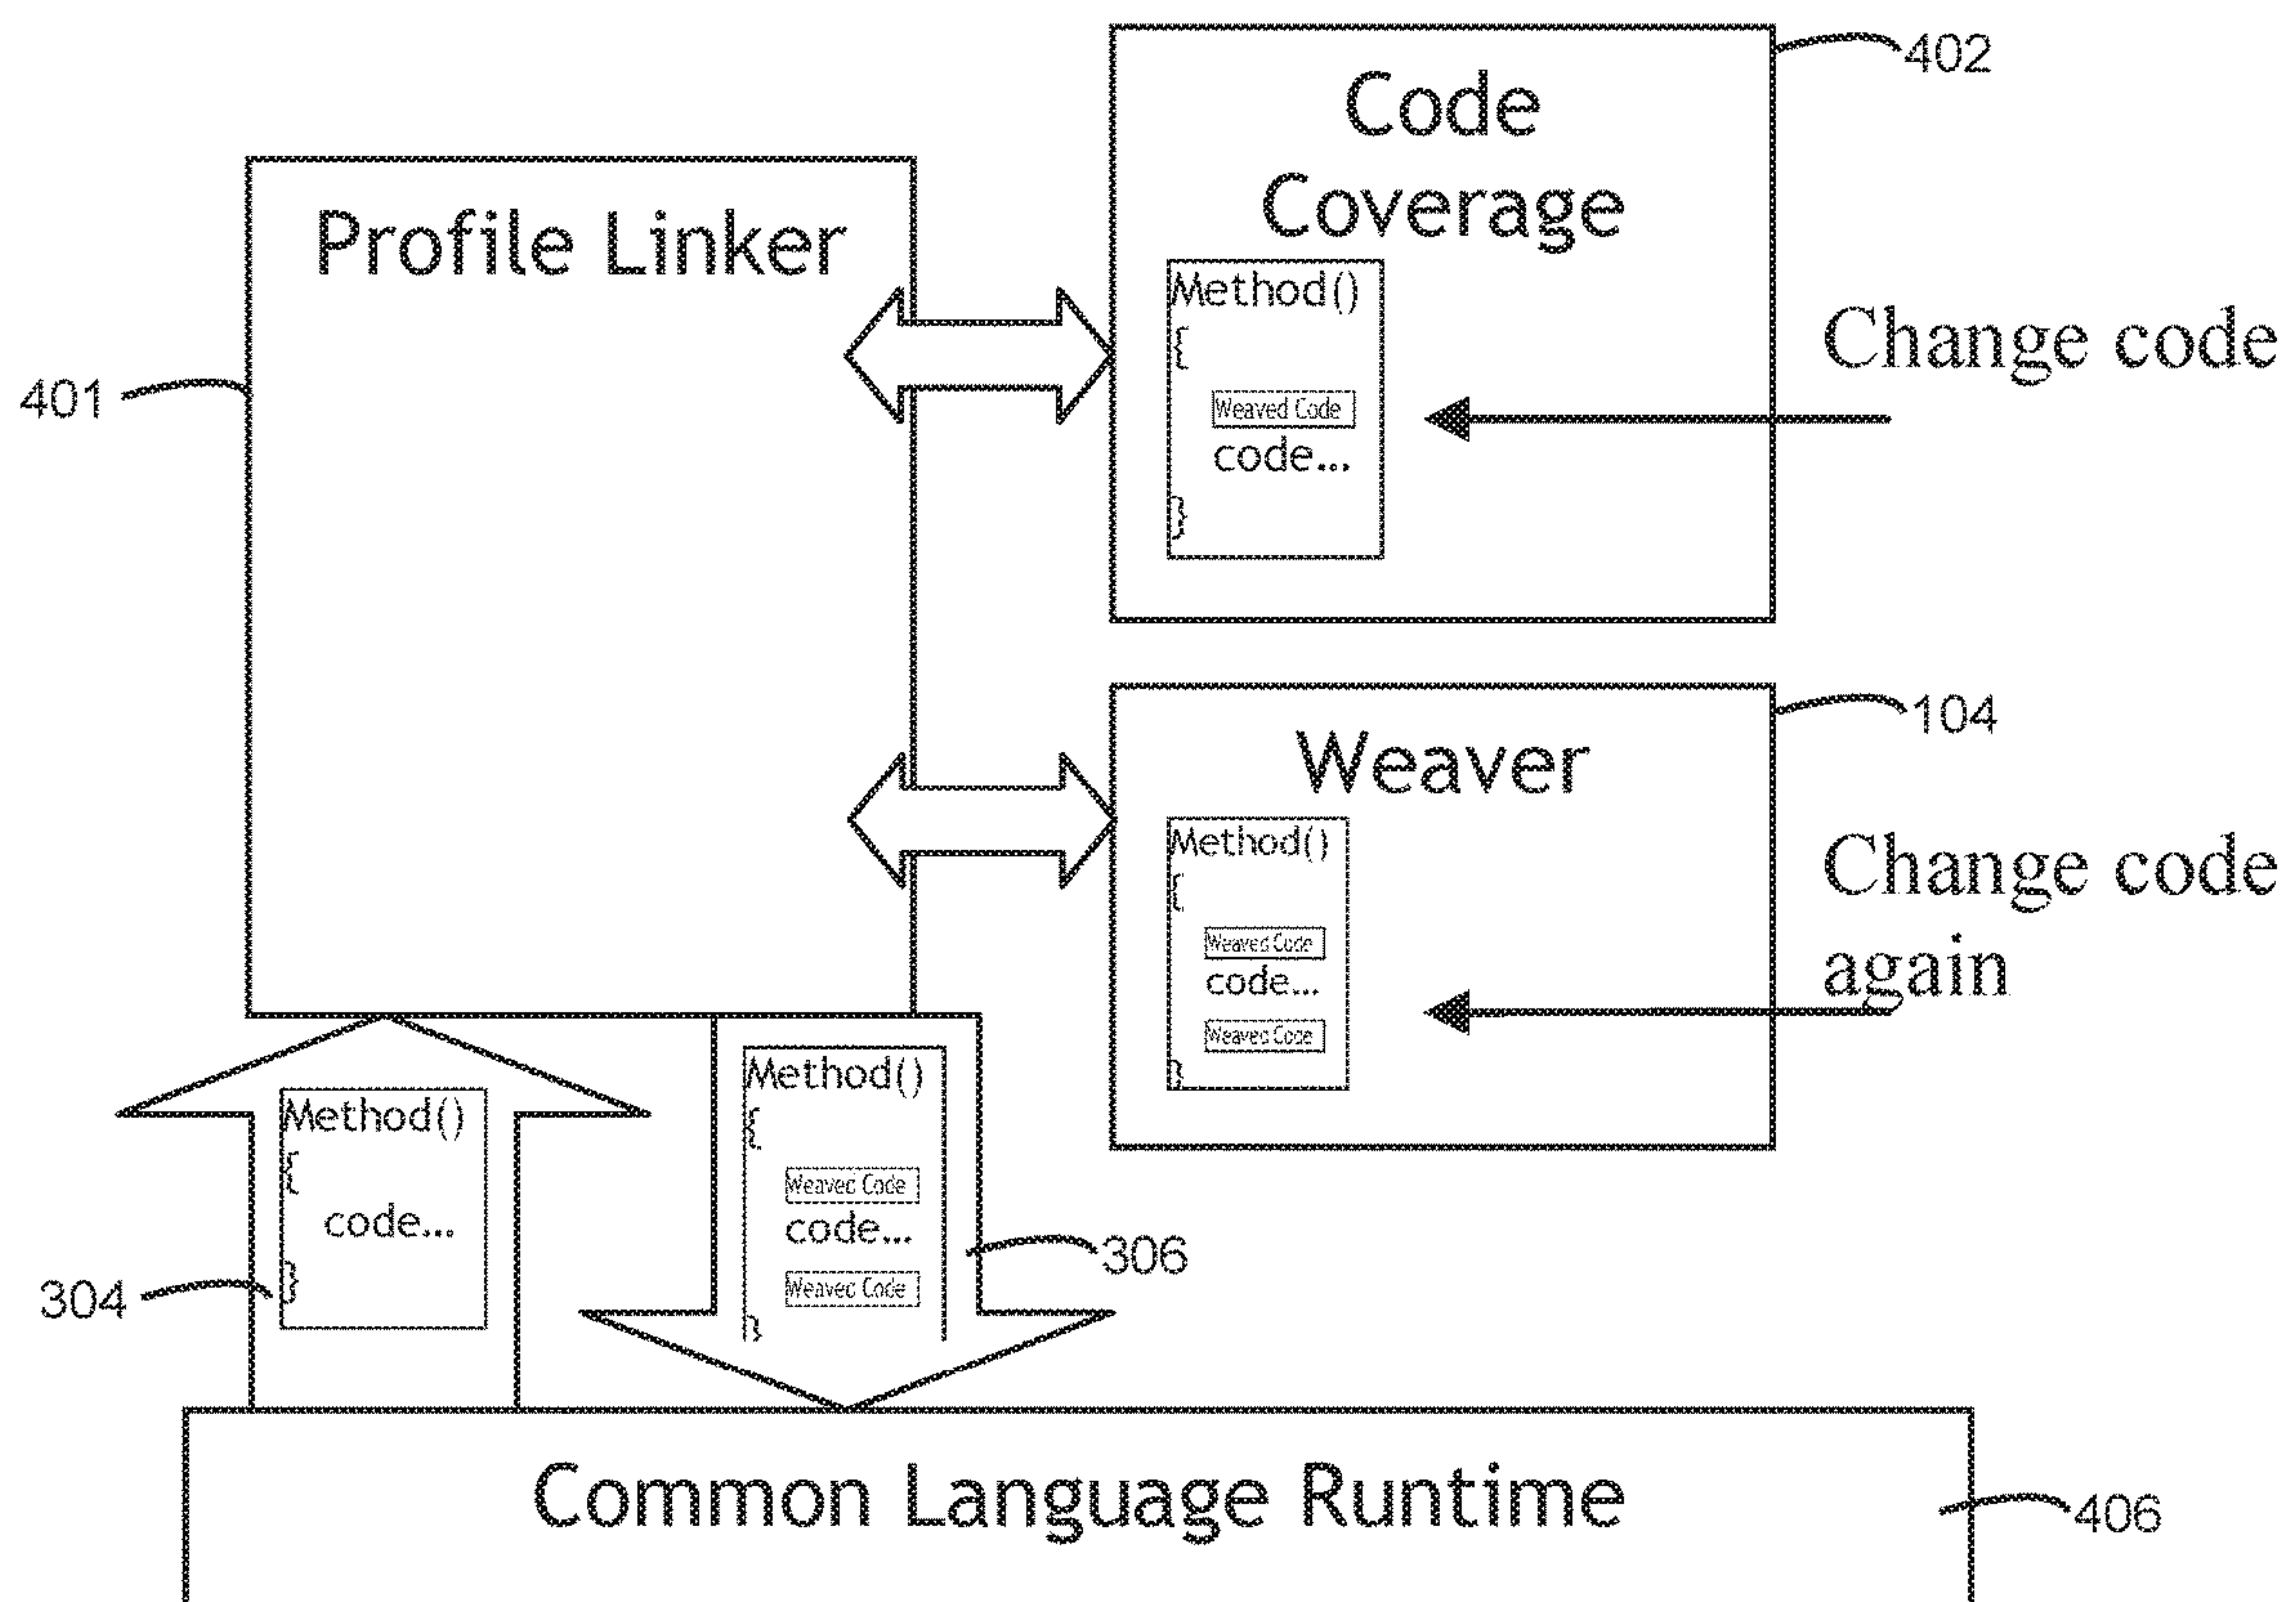 402
Code
Coverage
Method()
{
Weaved Code
code...
}
Change code
Profile Linker
401
104
Weaver
Method()
{
Weaved Code
code...
Weaved Code
}
Change code
again
Method()
{
code...
}
304
Method()
{
Weaved Code
code...
Weaved Code
}
306
Common Language Runtime
406